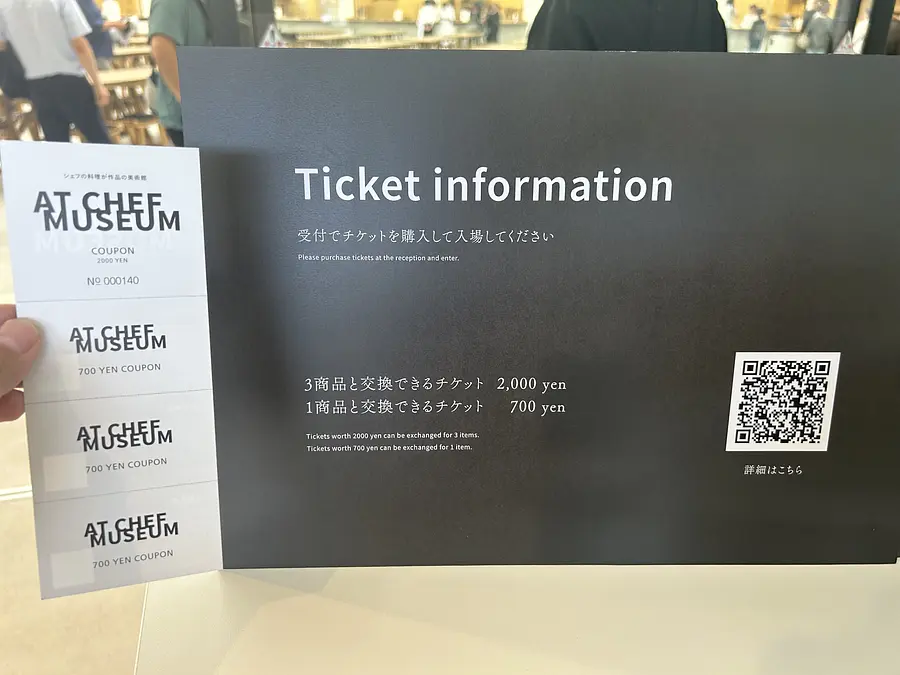 シェフの料理が作品の美術館
AT CHEF
MUSEUM
COUPON
2000 YEN
No 000140
AT CHEF
MUSEUM
700 YEN COUPON
AT CHEF
MUSEUM
700 YEN COUPON
AT CHEF
MUSEUM
700 YEN COUPON
Ticket information
受付でチケットを購入して入場してください
Please purchase tickets at the reception and enter.
3商品と交換できるチケット 2,000 yen
1商品と交換できるチケット 700 yen
Tickets worth 2000 yen can be exchanged for 3 items.
Tickets worth 700 yen can be exchanged for 1 item.
詳細はこちら